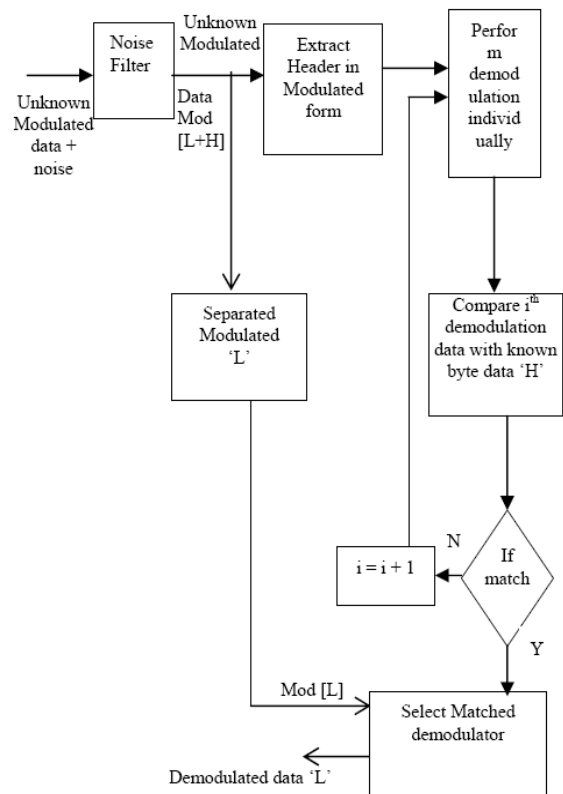 Noise
Filter
Unknown
Modulated
data +
noise
Unknown
Modulated
Data
Mod
[L+H]
Extract
Header in
Modulated
form
Perfor
m
demod
ulation
individ
ually
Separated
Modulated
‘L’
Compare ith
demodulation
data with known
byte data ‘H’
If
match
N
i = i + 1
Y
Mod [L]
Select Matched
demodulator
Demodulated data ‘L’